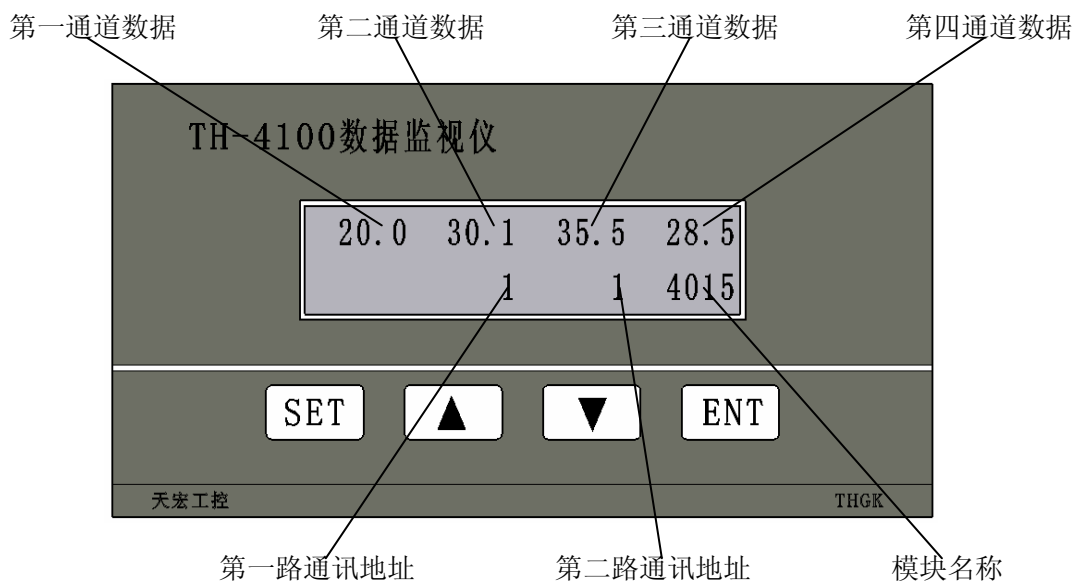 第一通道数据 第二通道数据 第三通道数据 第四通道数据
TH-4100数据监视仪
20.0 30.1 35.5 28.5
1 1 4015
SET ▲ ▼ ENT
天宏工控 THGK
第一路通讯地址 第二路通讯地址 模块名称